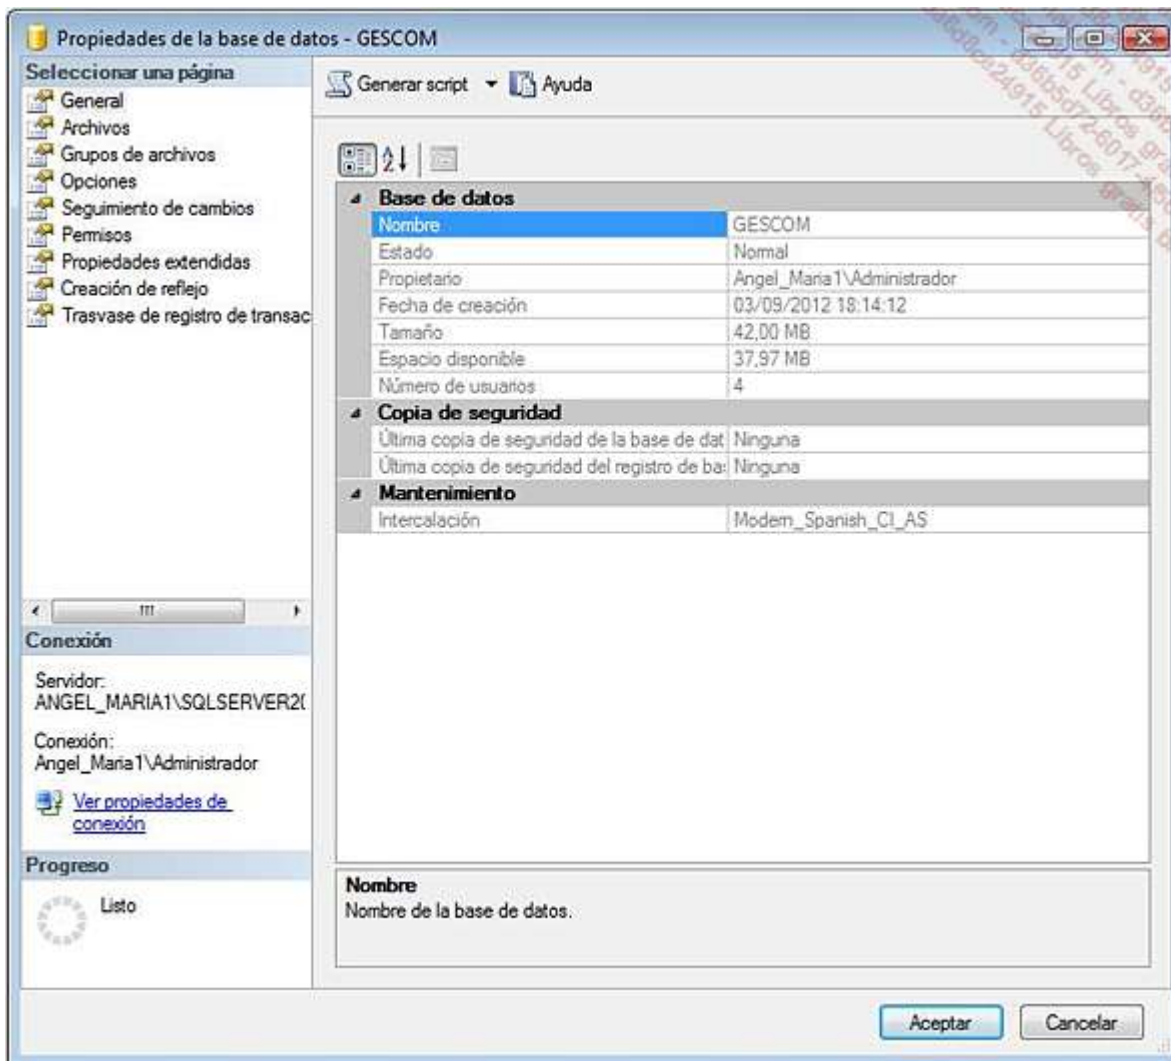 Propiedades de la base de datos - GESCOM
Seleccionar una página
General
Archivos
Grupos de archivos
Opciones
Seguimiento de cambios
Permisos
Propiedades extendidas
Creación de reflejo
Trasvase de registro de transac
Generar script Ayuda
Base de datos
Nombre GESCOM
Estado Normal
Propietario Angel_Maria1\Administrador
Fecha de creación 03/09/2012 18:14:12
Tamaño 42,00 MB
Espacio disponible 37,97 MB
Número de usuarios 4
Copia de seguridad
Última copia de seguridad de la base de dat Ninguna
Última copia de seguridad del registro de ba Ninguna
Mantenimiento
Intercalación Modern_Spanish_CI_AS
Conexión
Servidor:
ANGEL_MARIA1\SQLSERVER2
Conexión:
Angel_Maria1\Administrador
Ver propiedades de
conexión
Progreso
Listo
Nombre
Nombre de la base de datos.
Aceptar Cancelar